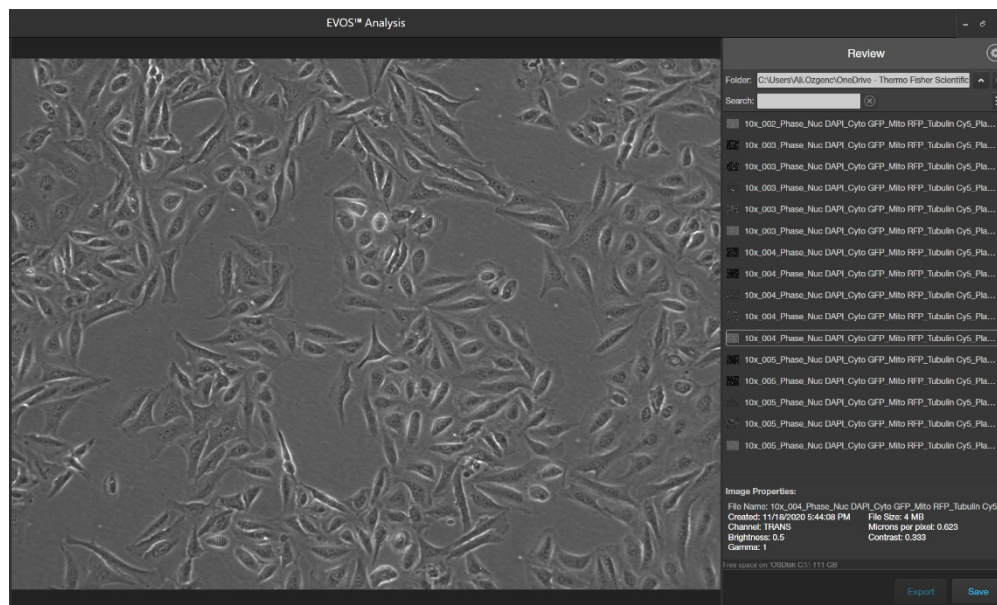 EVOS™ Analysis
Review
Folder: C:\Users\Ali.Ozgenc\OneDrive - Thermo Fisher Scientific
Search:
10x_002_Phase_Nuc DAPI_Cyto GFP_Mito RFP_Tubulin Cy5_Pla...
10x_003_Phase_Nuc DAPI_Cyto GFP_Mito RFP_Tubulin Cy5_Pla...
10x_003_Phase_Nuc DAPI_Cyto GFP_Mito RFP_Tubulin Cy5_Pla...
10x_003_Phase_Nuc DAPI_Cyto GFP_Mito RFP_Tubulin Cy5_Pla...
10x_003_Phase_Nuc DAPI_Cyto GFP_Mito RFP_Tubulin Cy5_Pla...
10x_003_Phase_Nuc DAPI_Cyto GFP_Mito RFP_Tubulin Cy5_Pla...
10x_004_Phase_Nuc DAPI_Cyto GFP_Mito RFP_Tubulin Cy5_Pla...
10x_004_Phase_Nuc DAPI_Cyto GFP_Mito RFP_Tubulin Cy5_Pla...
10x_004_Phase_Nuc DAPI_Cyto GFP_Mito RFP_Tubulin Cy5_Pla...
10x_004_Phase_Nuc DAPI_Cyto GFP_Mito RFP_Tubulin Cy5_Pla...
10x_004_Phase_Nuc DAPI_Cyto GFP_Mito RFP_Tubulin Cy5_Pla...
10x_005_Phase_Nuc DAPI_Cyto GFP_Mito RFP_Tubulin Cy5_Pla...
10x_005_Phase_Nuc DAPI_Cyto GFP_Mito RFP_Tubulin Cy5_Pla...
10x_005_Phase_Nuc DAPI_Cyto GFP_Mito RFP_Tubulin Cy5_Pla...
10x_005_Phase_Nuc DAPI_Cyto GFP_Mito RFP_Tubulin Cy5_Pla...
10x_005_Phase_Nuc DAPI_Cyto GFP_Mito RFP_Tubulin Cy5_Pla...
Image Properties:
File Name: 10x_004_Phase_Nuc DAPI_Cyto GFP_Mito RFP_Tubulin Cy5
Created: 11/18/2020 5:44:08 PM File Size: 4 MB
Channel: TRANS Microns per pixel: 0.623
Brightness: 0.5 Contrast: 0.333
Gamma: 1
Free space on 'OSDisk C:\': 111 GB
Export Save